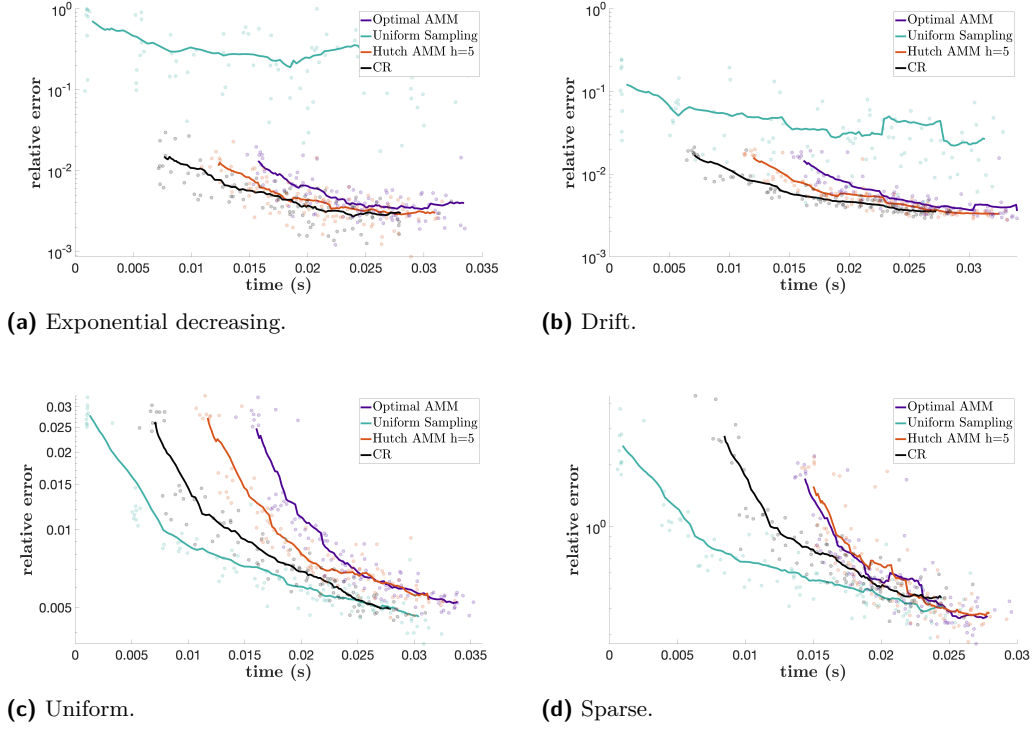 10^0
10^-1
10^-2
10^-3
relative error
0 0.005 0.01 0.015 0.02 0.025 0.03 0.035
time (s)
Optimal AMM
Uniform Sampling
Hutch AMM h=5
CR
(a) Exponential decreasing.
10^0
10^-1
10^-2
10^-3
relative error
0 0.005 0.01 0.015 0.02 0.025 0.03
time (s)
Optimal AMM
Uniform Sampling
Hutch AMM h=5
CR
(b) Drift.
0.03
0.025
0.02
0.015
0.01
0.005
relative error
0 0.005 0.01 0.015 0.02 0.025 0.03 0.035
time (s)
Optimal AMM
Uniform Sampling
Hutch AMM h=5
CR
(c) Uniform.
10^0
relative error
0 0.005 0.01 0.015 0.02 0.025 0.03
time (s)
Optimal AMM
Uniform Sampling
Hutch AMM h=5
CR
(d) Sparse.